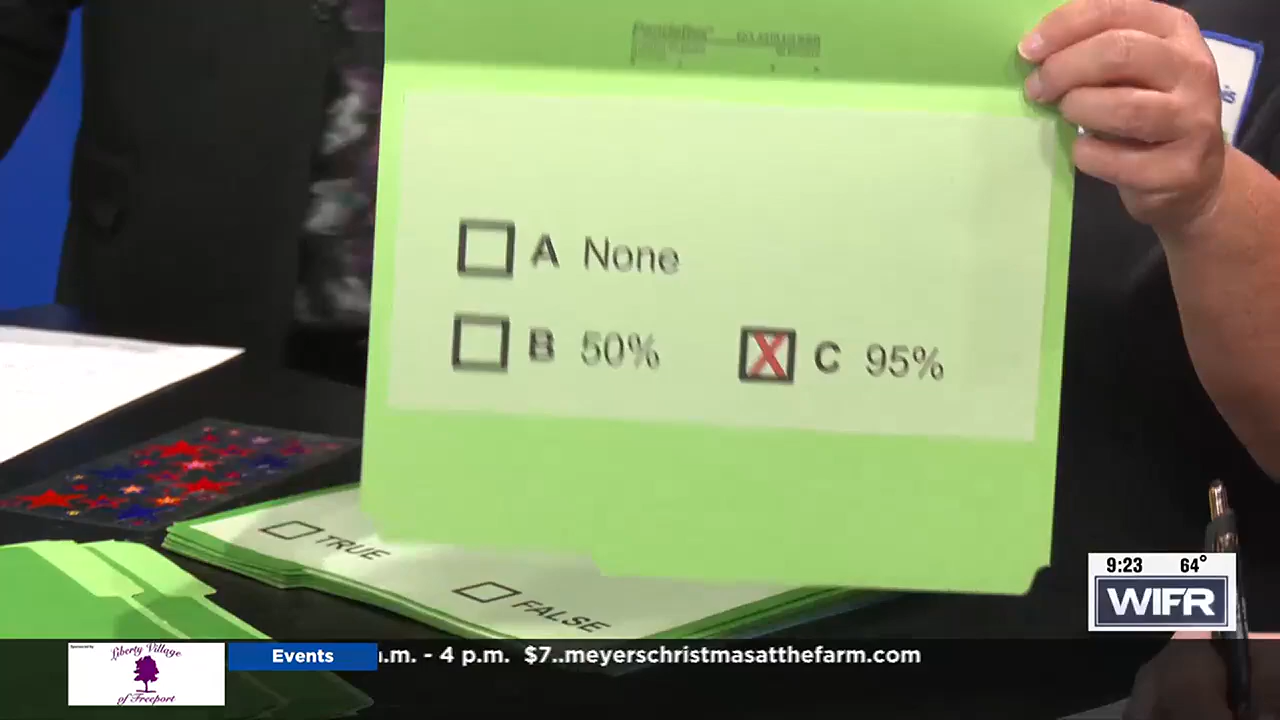 A None
B 50%
C 95%
TRUE
FALSE
9:23 64°
WIFR
Liberty Village
of Freeport
Events
.m. - 4 p.m. $7..meyerschristmasatthefarm.com